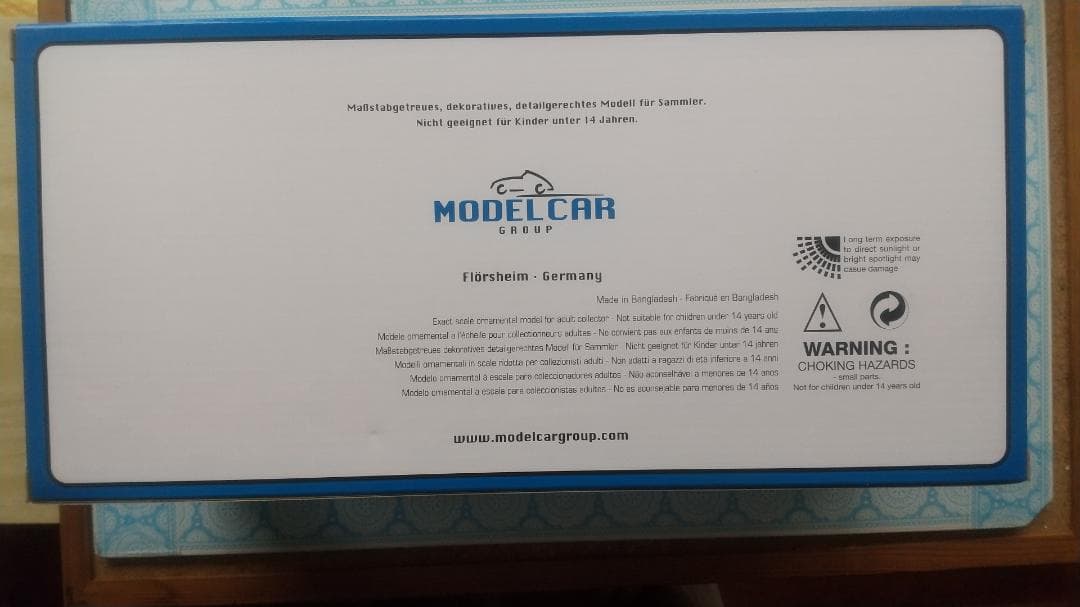 Maßstabgetreues, dekoratives, detailgerechtes Modell für Sammler.
Nicht geeignet für Kinder unter 14 Jahren.
MODELCAR
GROUP
Flörsheim - Germany
Made in Bangladesh - Fabriqué en Bangladesh
Exact scale ornamental model for adult collector - Not suitable for children under 14 years old
Modele ornemental a l'échelle pour collectionneurs adultes - Ne convient pas aux enfants de moins de 14 ans
Maßstabgetreues dekoratives detailgerechtes Model für Sammler - Nicht geeignet für Kinder unter 14 jahren
Modelli ornamentali in scale ridotta per collezionisti adulti - Non adatti a ragazzi di eta inferiore a 14 anni
Modelo ornamental à escala para coleccionadores adultos - Não aconselhavel a menores de 14 anos
Modelo ornamental a escala para coleccionistas adultos - No es aconsejable para menores de 14 años
www.modelcargroup.com
Long term exposure
to direct sunlight or
bright spotlight may
casue damage
WARNING :
CHOKING HAZARDS
- small parts.
Not for children under 14 years old